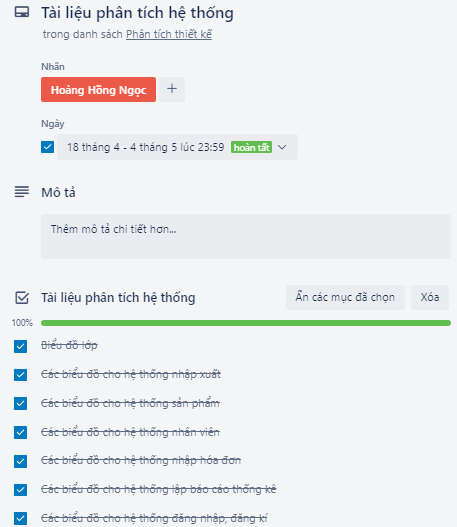 Tài liệu phân tích hệ thống
trong danh sách Phân tích thiết kế
Nhãn
Hoàng Hồng Ngọc +
Ngày
18 tháng 4 - 4 tháng 5 lúc 23:59 hoàn tất
Mô tả
Thêm mô tả chi tiết hơn...
Tài liệu phân tích hệ thống Ẩn các mục đã chọn Xóa
100%
Biểu đồ lớp
Các biểu đồ cho hệ thống nhập xuất
Các biểu đồ cho hệ thống sản phẩm
Các biểu đồ cho hệ thống nhân viên
Các biểu đồ cho hệ thống nhập hóa đơn
Các biểu đồ cho hệ thống lập báo cáo thống kê
Các biểu đồ cho hệ thống đăng nhập, đăng kí